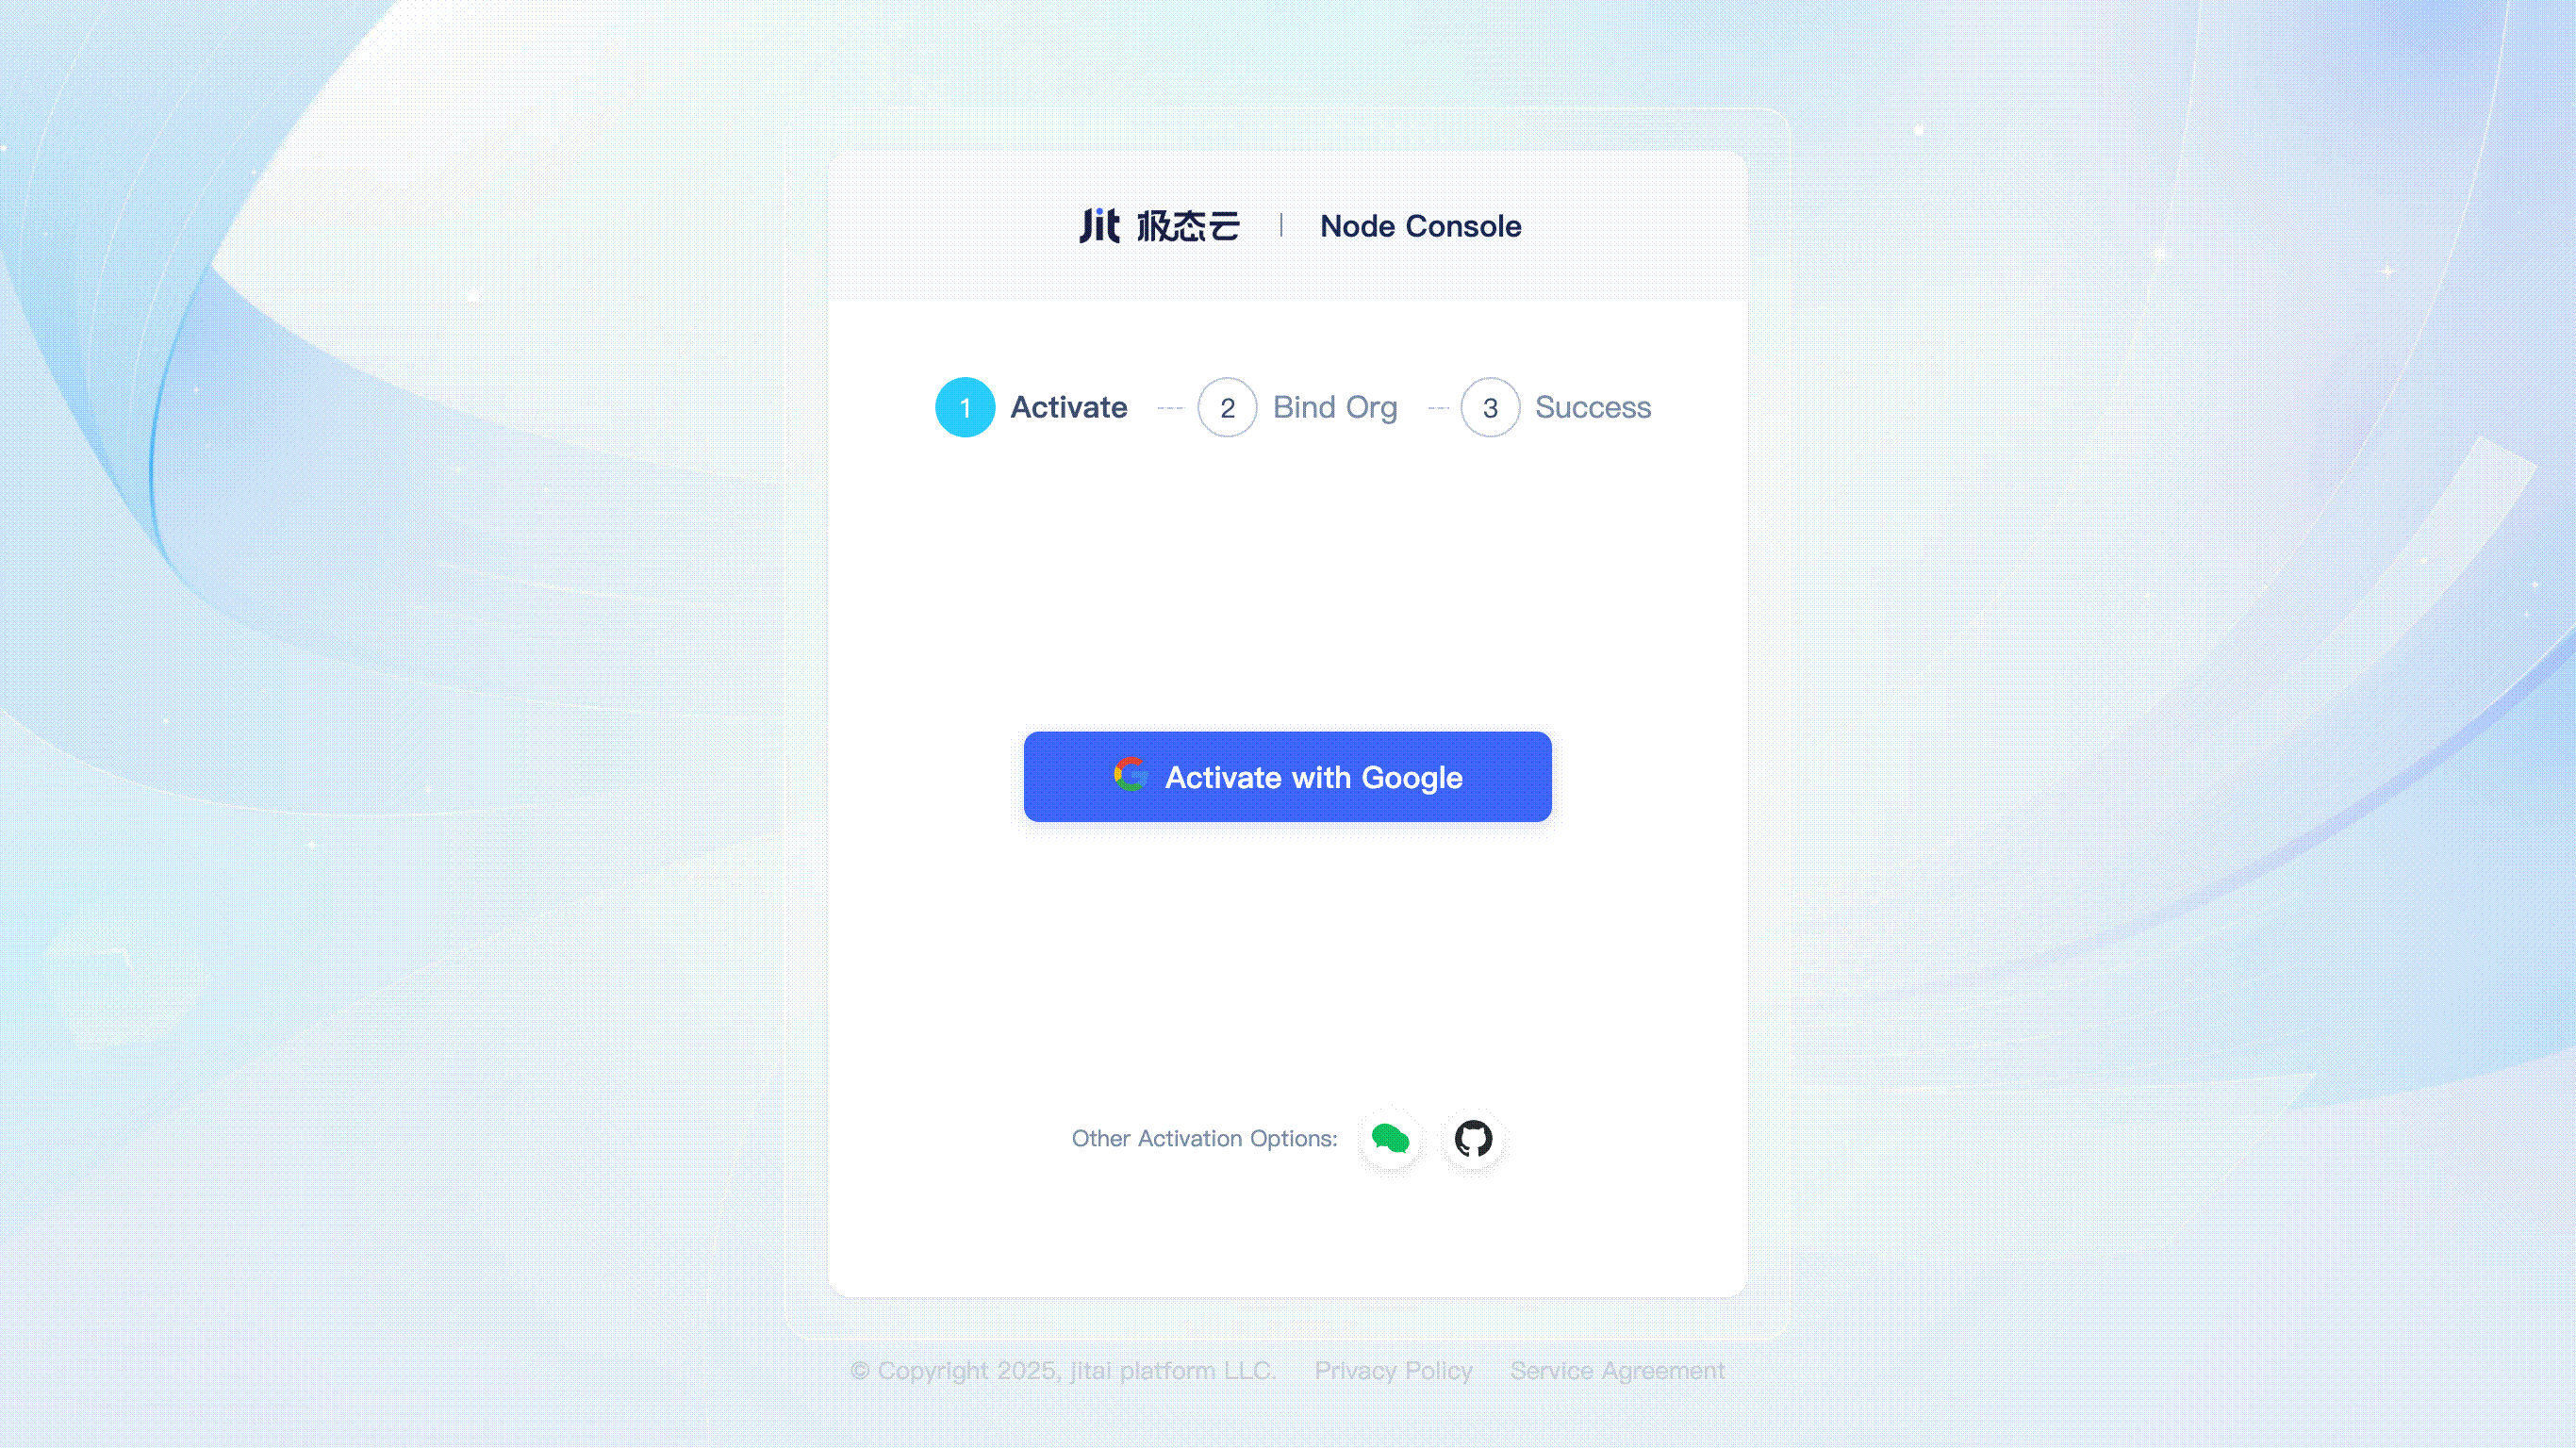 Jit 极态云 | Node Console
1 Activate 2 Bind Org 3 Success
Activate with Google
Other Activation Options:
© Copyright 2025, jitai platform LLC. Privacy Policy Service Agreement